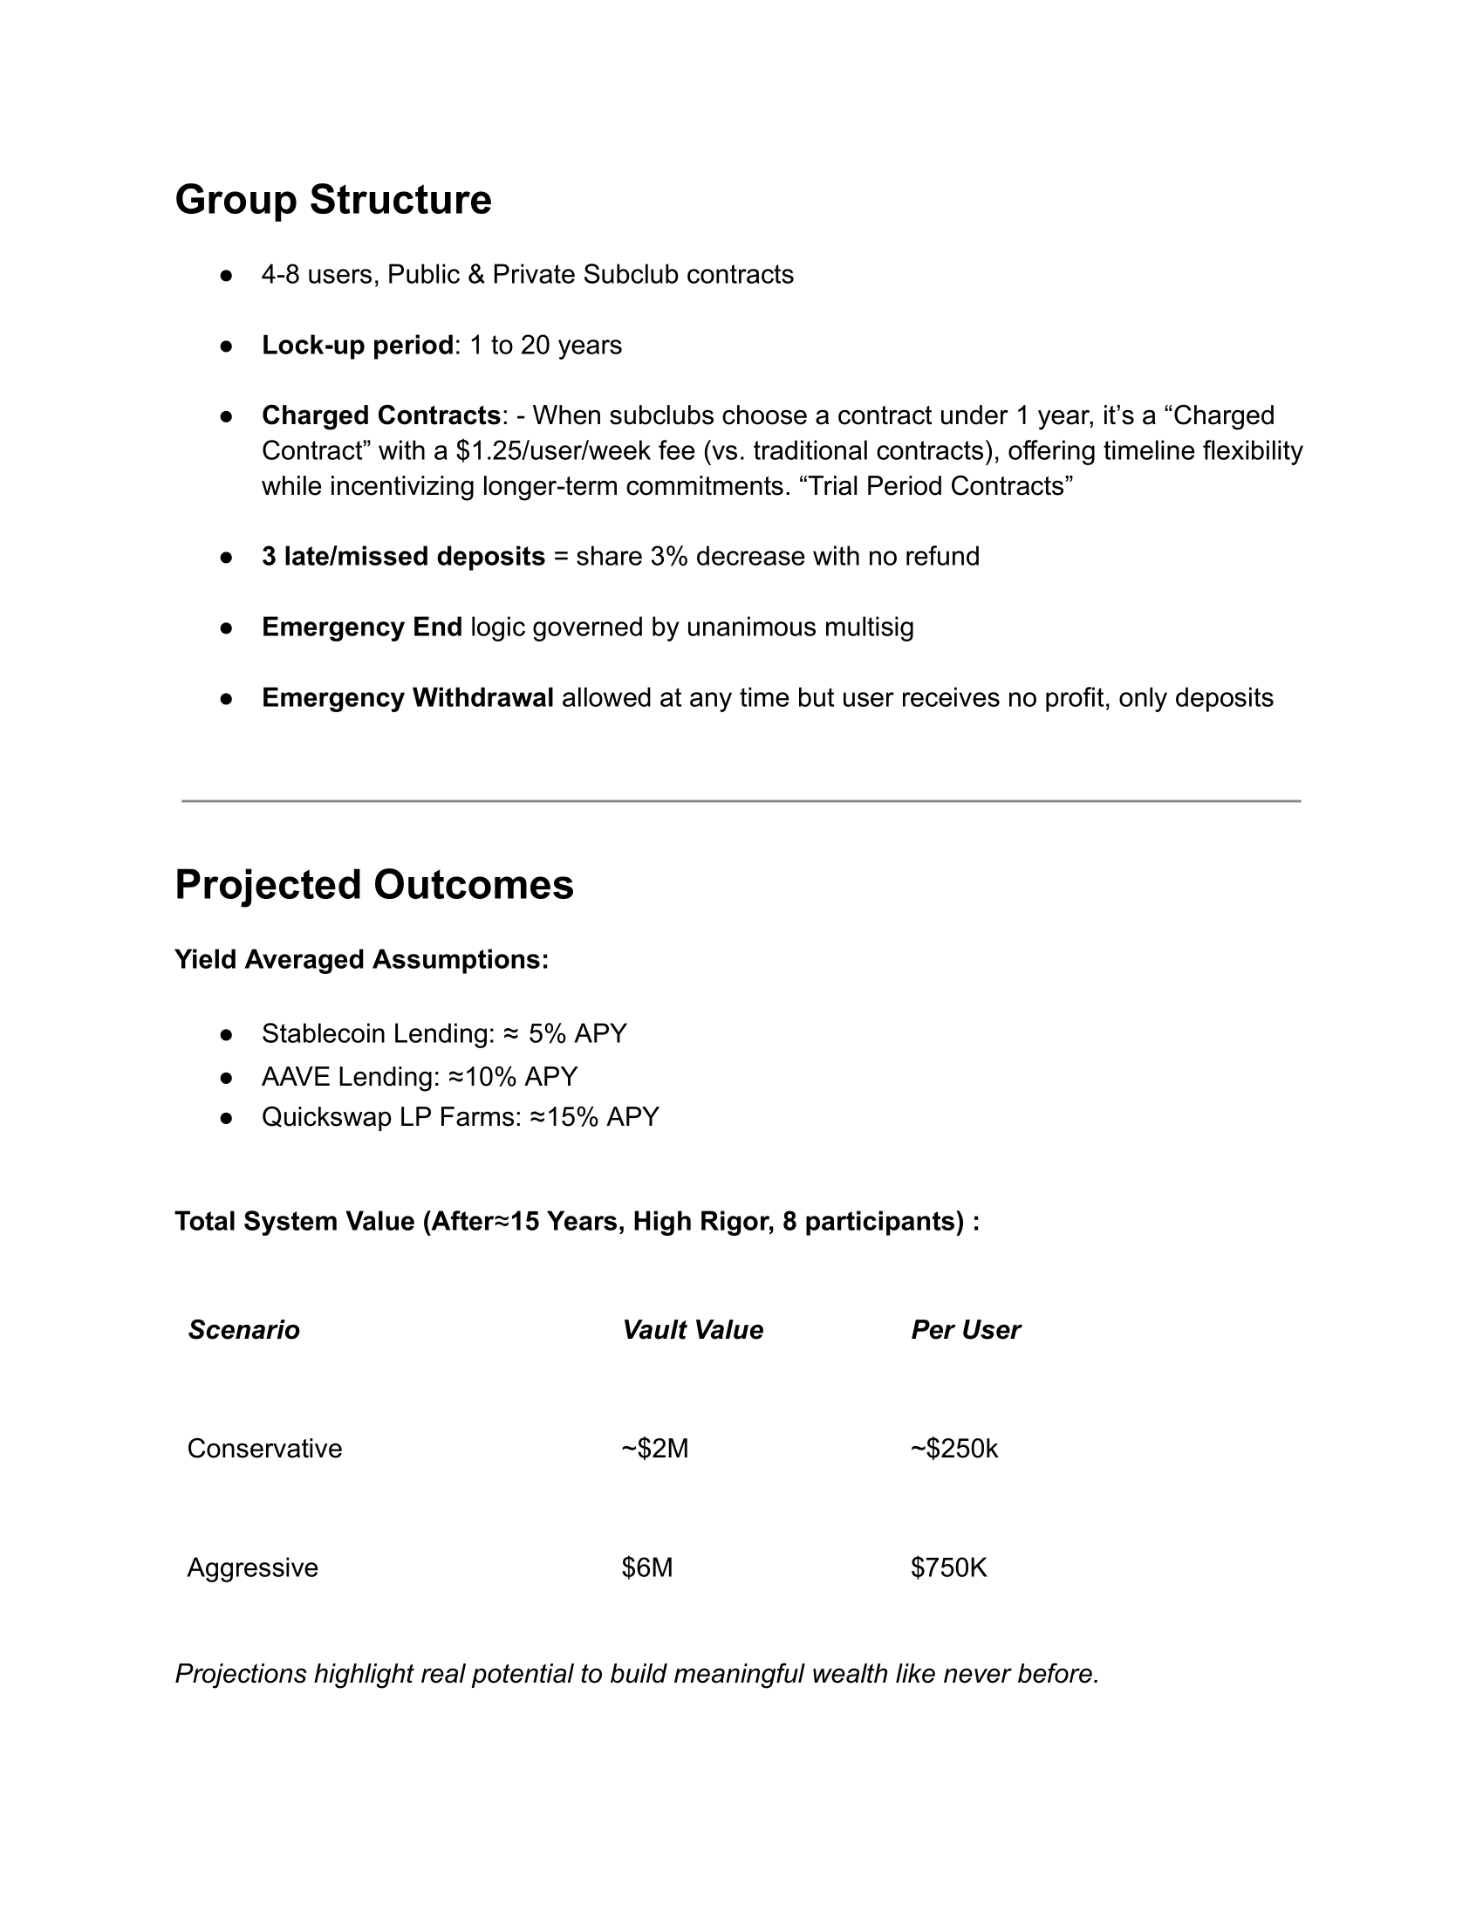 Group Structure
● 4-8 users, Public & Private Subclub contracts
● Lock-up period: 1 to 20 years
● Charged Contracts: - When subclubs choose a contract under 1 year, it’s a “Charged
Contract” with a $1.25/user/week fee (vs. traditional contracts), offering timeline flexibility
while incentivizing longer-term commitments. “Trial Period Contracts”
● 3 late/missed deposits = share 3% decrease with no refund
● Emergency End logic governed by unanimous multisig
● Emergency Withdrawal allowed at any time but user receives no profit, only deposits
Projected Outcomes
Yield Averaged Assumptions:
● Stablecoin Lending: ≈ 5% APY
● AAVE Lending: ≈10% APY
● Quickswap LP Farms: ≈15% APY
Total System Value (After≈15 Years, High Rigor, 8 participants) :
Scenario Vault Value Per User
Conservative ~$2M ~$250k
Aggressive $6M $750K
Projections highlight real potential to build meaningful wealth like never before.